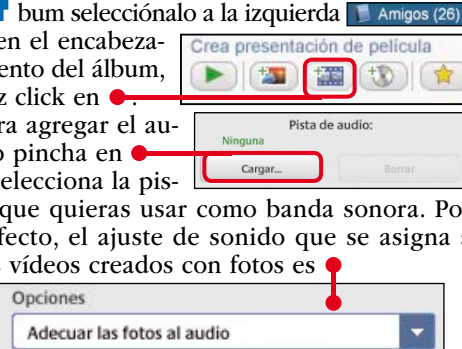 bum selecciónalo a la izquierda Amigos (26)
en el encabeza-
Crea presentación de película
ento del álbum,
z click en
ra agregar el au-
Pista de audio:
Ninguna
o pincha en
Cargar...
Borrar
elecciona la pis-
que quieras usar como banda sonora. Po
fecto, el ajuste de sonido que se asigna a
s vídeos creados con fotos es
Opciones
Adecuar las fotos al audio